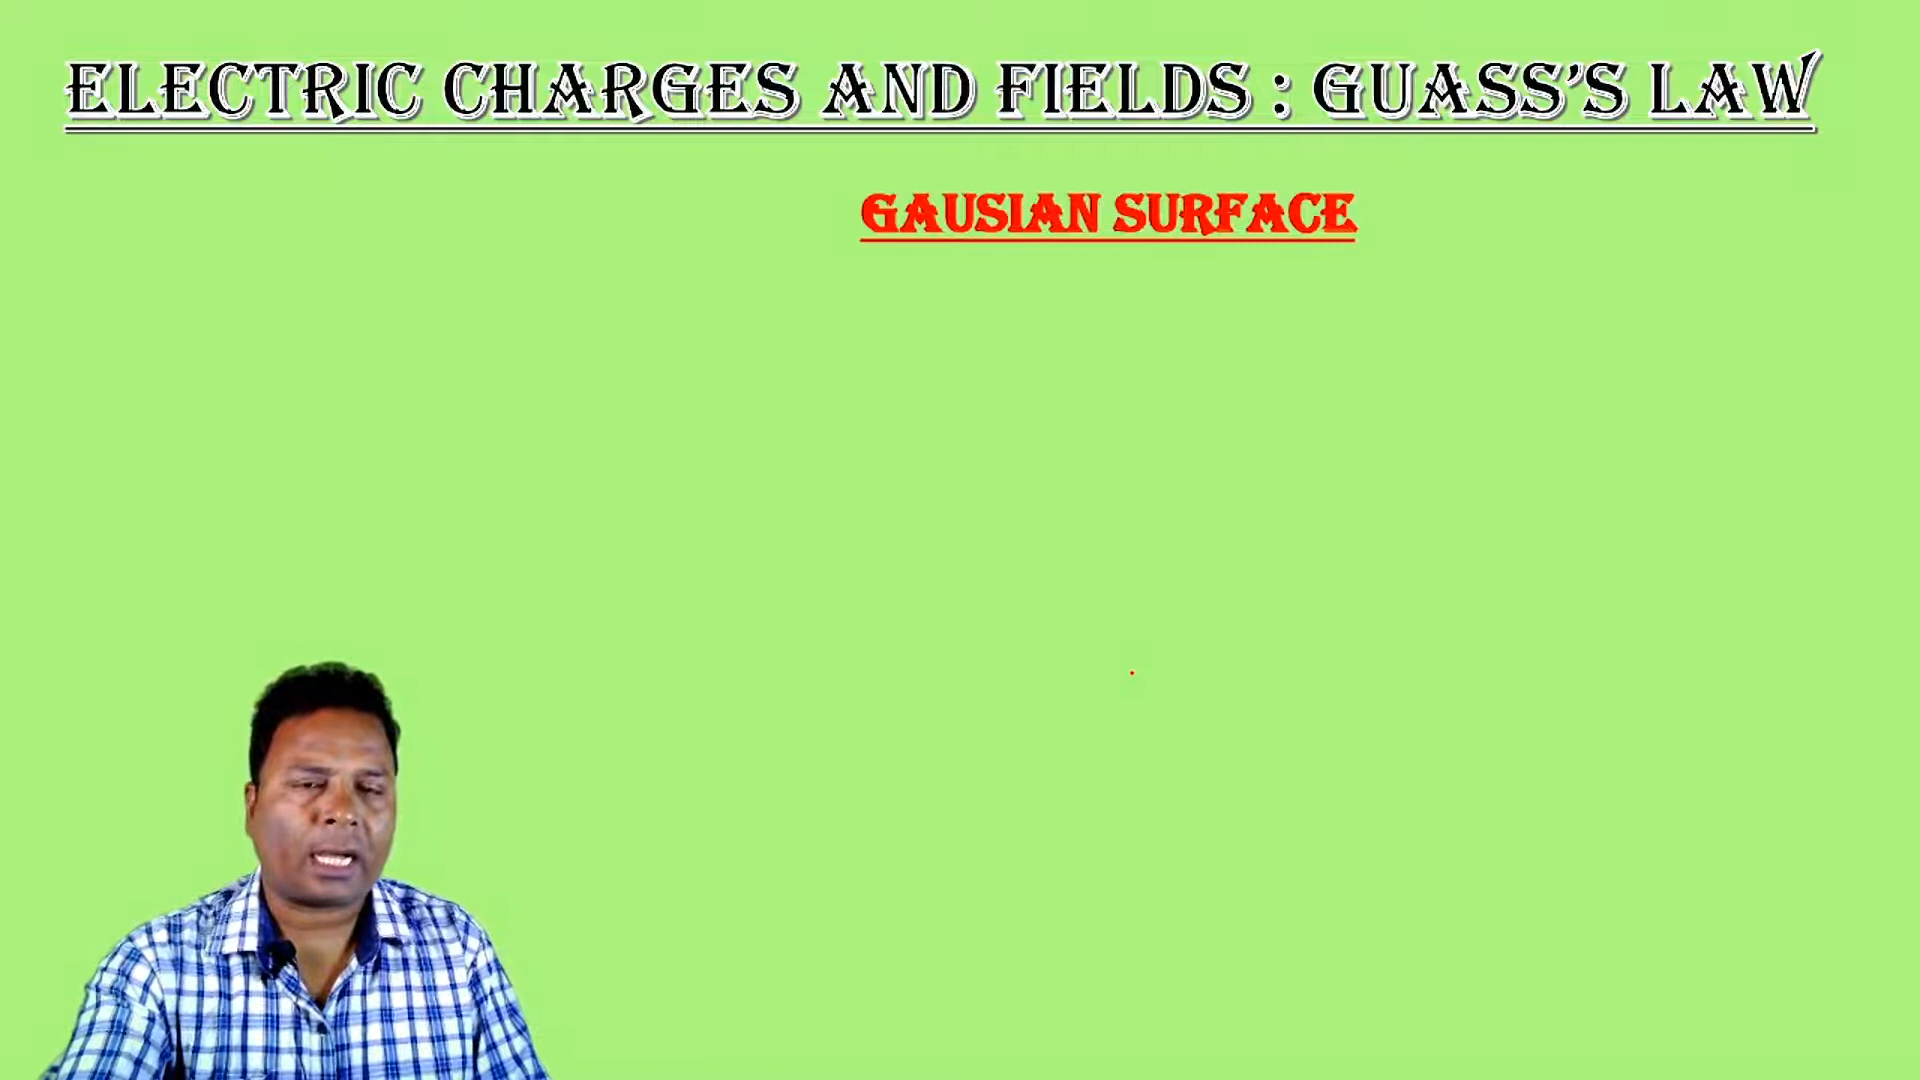 ELECTRIC CHARGES AND FIELDS : GUASS'S LAW
GAUSIAN SURFACE